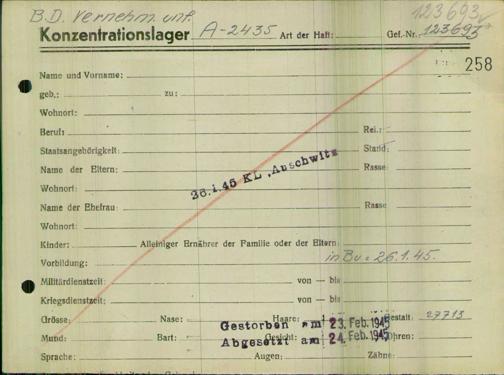 B.D. Vernehm. unf. 123693
Konzentrationslager A-2435 Art der Haft: Gef.-Nr. 123693
258
Name und Vorname:
geb.: zu:
Wohnort:
Beruf: Rel.:
Staatsangehörigkeit: Stand:
Name der Eltern: Rasse
26.1.45 KL. Auschwitz
Wohnort:
Name der Ehefrau: Rasse
Wohnort:
Kinder: Alleiniger Ernährer der Familie oder der Eltern:
Vorbildung: in Bu: 26.1.45.
Militärdienstzeit: von — bis
Kriegsdienstzeit: von — bis
Grösse: Nase: Haare: Gestalt: 27713
Gestorben am 23. Feb. 1945
Mund: Bart: Gesicht: Ohren:
Abgesetzt am 24. Feb. 1945
Sprache: Augen: Zähne: